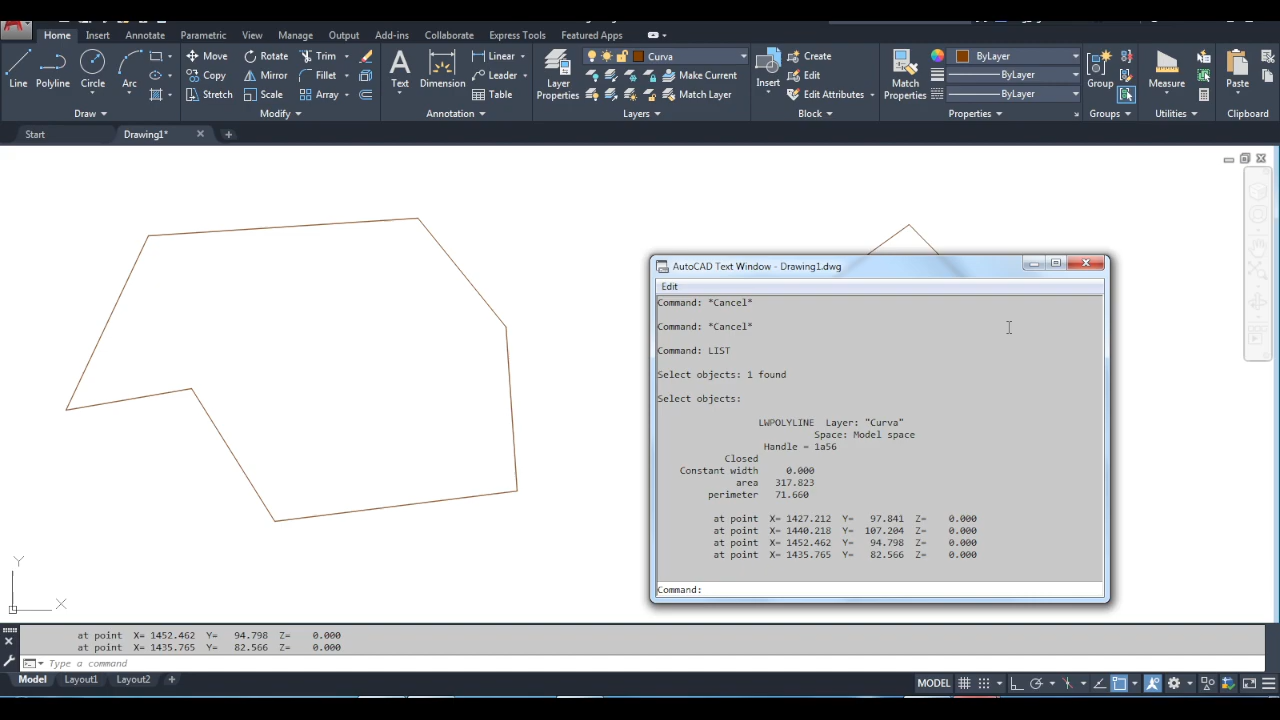 Home Insert Annotate Parametric View Manage Output Add-ins Collaborate Express Tools Featured Apps
Line Polyline Circle Arc
Move Rotate Trim
Copy Mirror Fillet
Stretch Scale Array
Text Dimension
Linear
Leader
Table
Layer Properties
Curva
Make Current
Match Layer
Insert
Create
Edit
Edit Attributes
Match Properties
ByLayer
ByLayer
ByLayer
Group Measure Paste
Draw Modify Annotation Layers Block Properties Groups Utilities Clipboard
Start Drawing1*
AutoCAD Text Window - Drawing1.dwg
Edit
Command: *Cancel*
Command: *Cancel*
Command: LIST
Select objects: 1 found
Select objects:
LWPOLYLINE Layer: "Curva"
Space: Model space
Handle = 1a56
Closed
Constant width 0.000
area 317.823
perimeter 71.660
at point X= 1427.212 Y= 97.841 Z= 0.000
at point X= 1440.218 Y= 107.204 Z= 0.000
at point X= 1452.462 Y= 94.798 Z= 0.000
at point X= 1435.765 Y= 82.566 Z= 0.000
Command:
Y
X
at point X= 1452.462 Y= 94.798 Z= 0.000
at point X= 1435.765 Y= 82.566 Z= 0.000
Type a command
Model Layout1 Layout2 MODEL